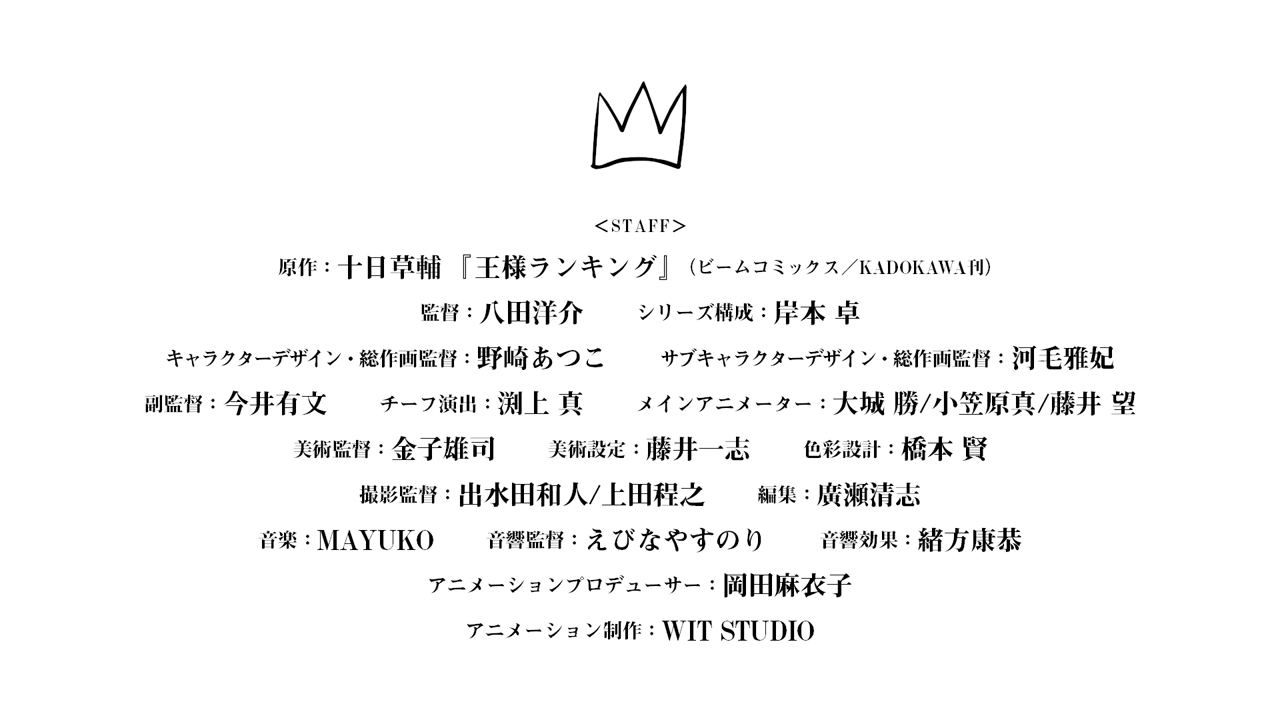 <STAFF>
原作：十日草輔『王様ランキング』（ビームコミックス／KADOKAWA刊）
監督：八田洋介 シリーズ構成：岸本 卓
キャラクターデザイン・総作画監督：野崎あつこ サブキャラクターデザイン・総作画監督：河毛雅妃
副監督：今井有文 チーフ演出：渕上 真 メインアニメーター：大城 勝/小笠原真/藤井 望
美術監督：金子雄司 美術設定：藤井一志 色彩設計：橋本 賢
撮影監督：出水田和人/上田程之 編集：廣瀬清志
音楽：MAYUKO 音響監督：えびなやすのり 音響効果：緒方康恭
アニメーションプロデューサー：岡田麻衣子
アニメーション制作：WIT STUDIO